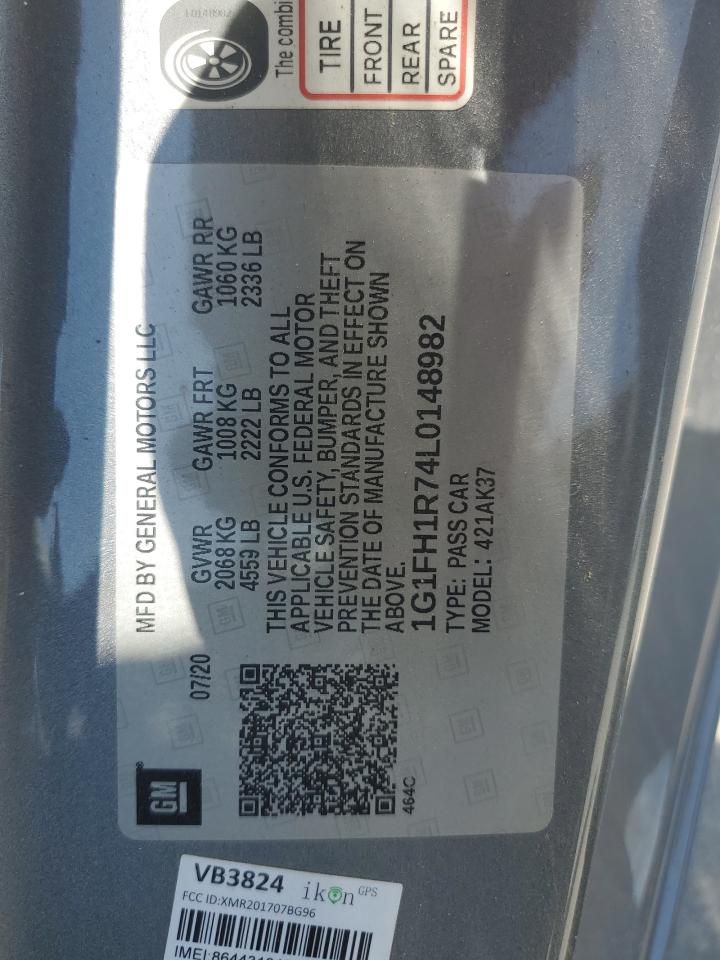 MFD BY GENERAL MOTORS LLC
07/20 GVWR GAWR FRT GAWR RR
2068 KG 1008 KG 1060 KG
4559 LB 2222 LB 2336 LB
THIS VEHICLE CONFORMS TO ALL
APPLICABLE U.S. FEDERAL MOTOR
VEHICLE SAFETY, BUMPER, AND THEFT
PREVENTION STANDARDS IN EFFECT ON
THE DATE OF MANUFACTURE SHOWN
ABOVE.
1G1FH1R74L0148982
TYPE: PASS CAR
MODEL: 421AK37
GM
464C
The combi
TIRE
FRONT
REAR
SPARE
VB3824
ikon GPS
FCC ID:XMR201707BG96